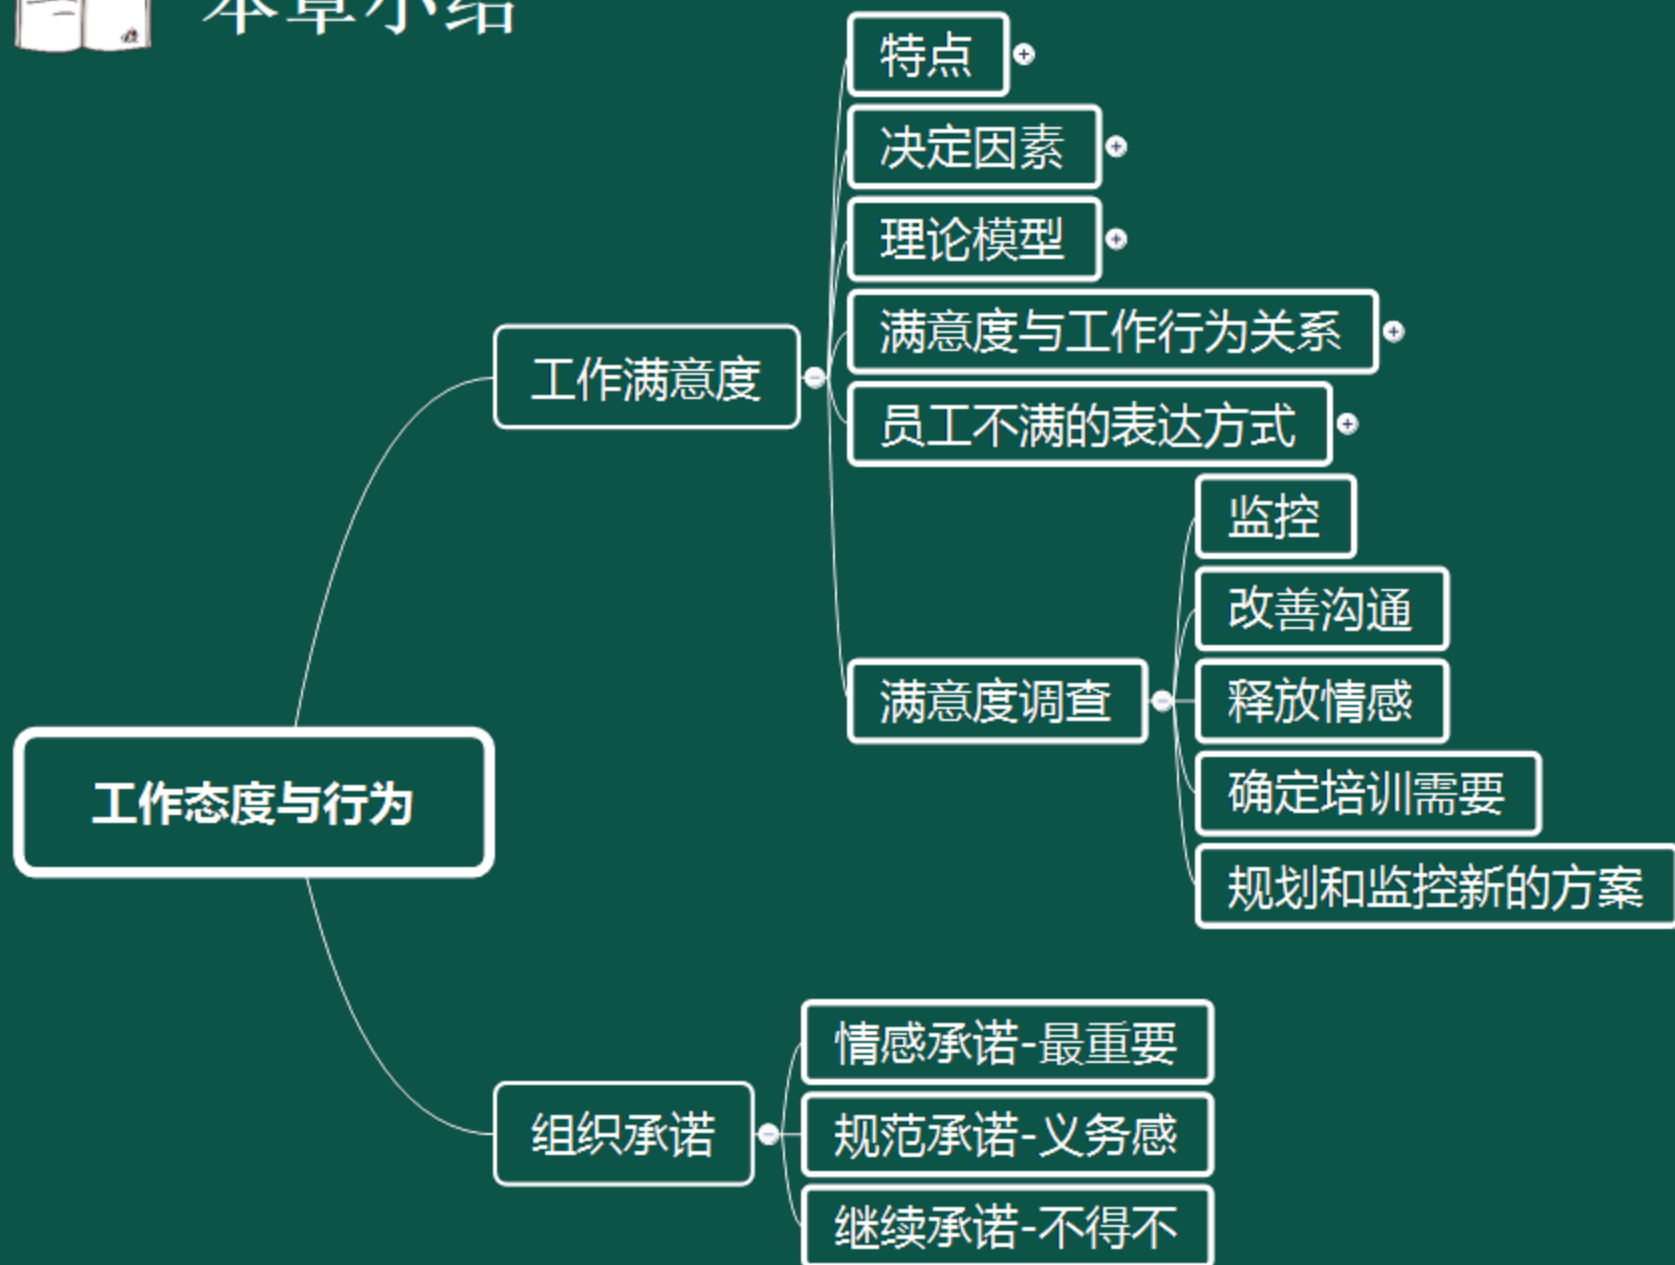 本章小结
特点
决定因素
理论模型
满意度与工作行为关系
工作满意度
员工不满的表达方式
监控
改善沟通
满意度调查
释放情感
确定培训需要
工作态度与行为
规划和监控新的方案
情感承诺-最重要
组织承诺
规范承诺-义务感
继续承诺-不得不